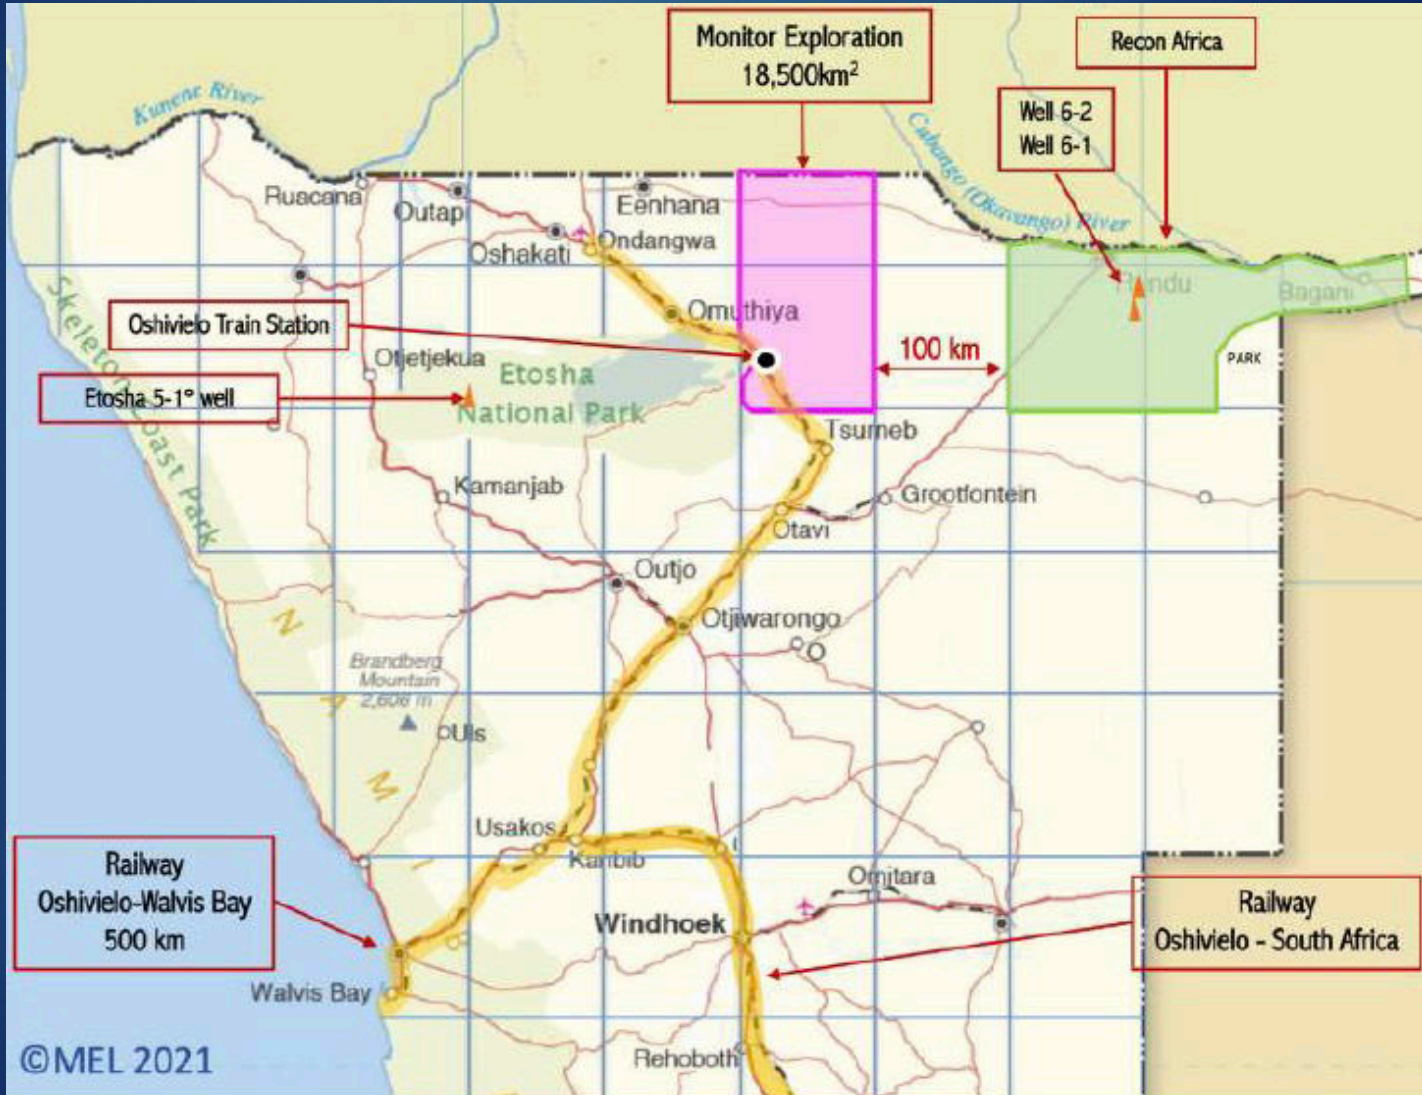 Monitor Exploration
18,500km²
Recon Africa
Well 6-2
Well 6-1
Kunene River
Cubango (Okavango) River
Ruacana
Outapi
Eenhana
Oshakati
Ondangwa
Rundu
Bagani
Oshivielo Train Station
Omuthiya
100 km
PARK
Otjetjekua
Etosha
National Park
Etosha 5-1° well
Skeleton Coast Park
Tsumeb
Kamanjab
Grootfontein
Otavi
Outjo
Otjiwarongo
N A M I
Brandberg
Mountain
2,606 m
Uis
Usakos
Karibib
Omitara
Railway
Oshivielo-Walvis Bay
500 km
Windhoek
Railway
Oshivielo - South Africa
Walvis Bay
Rehoboth
©MEL 2021